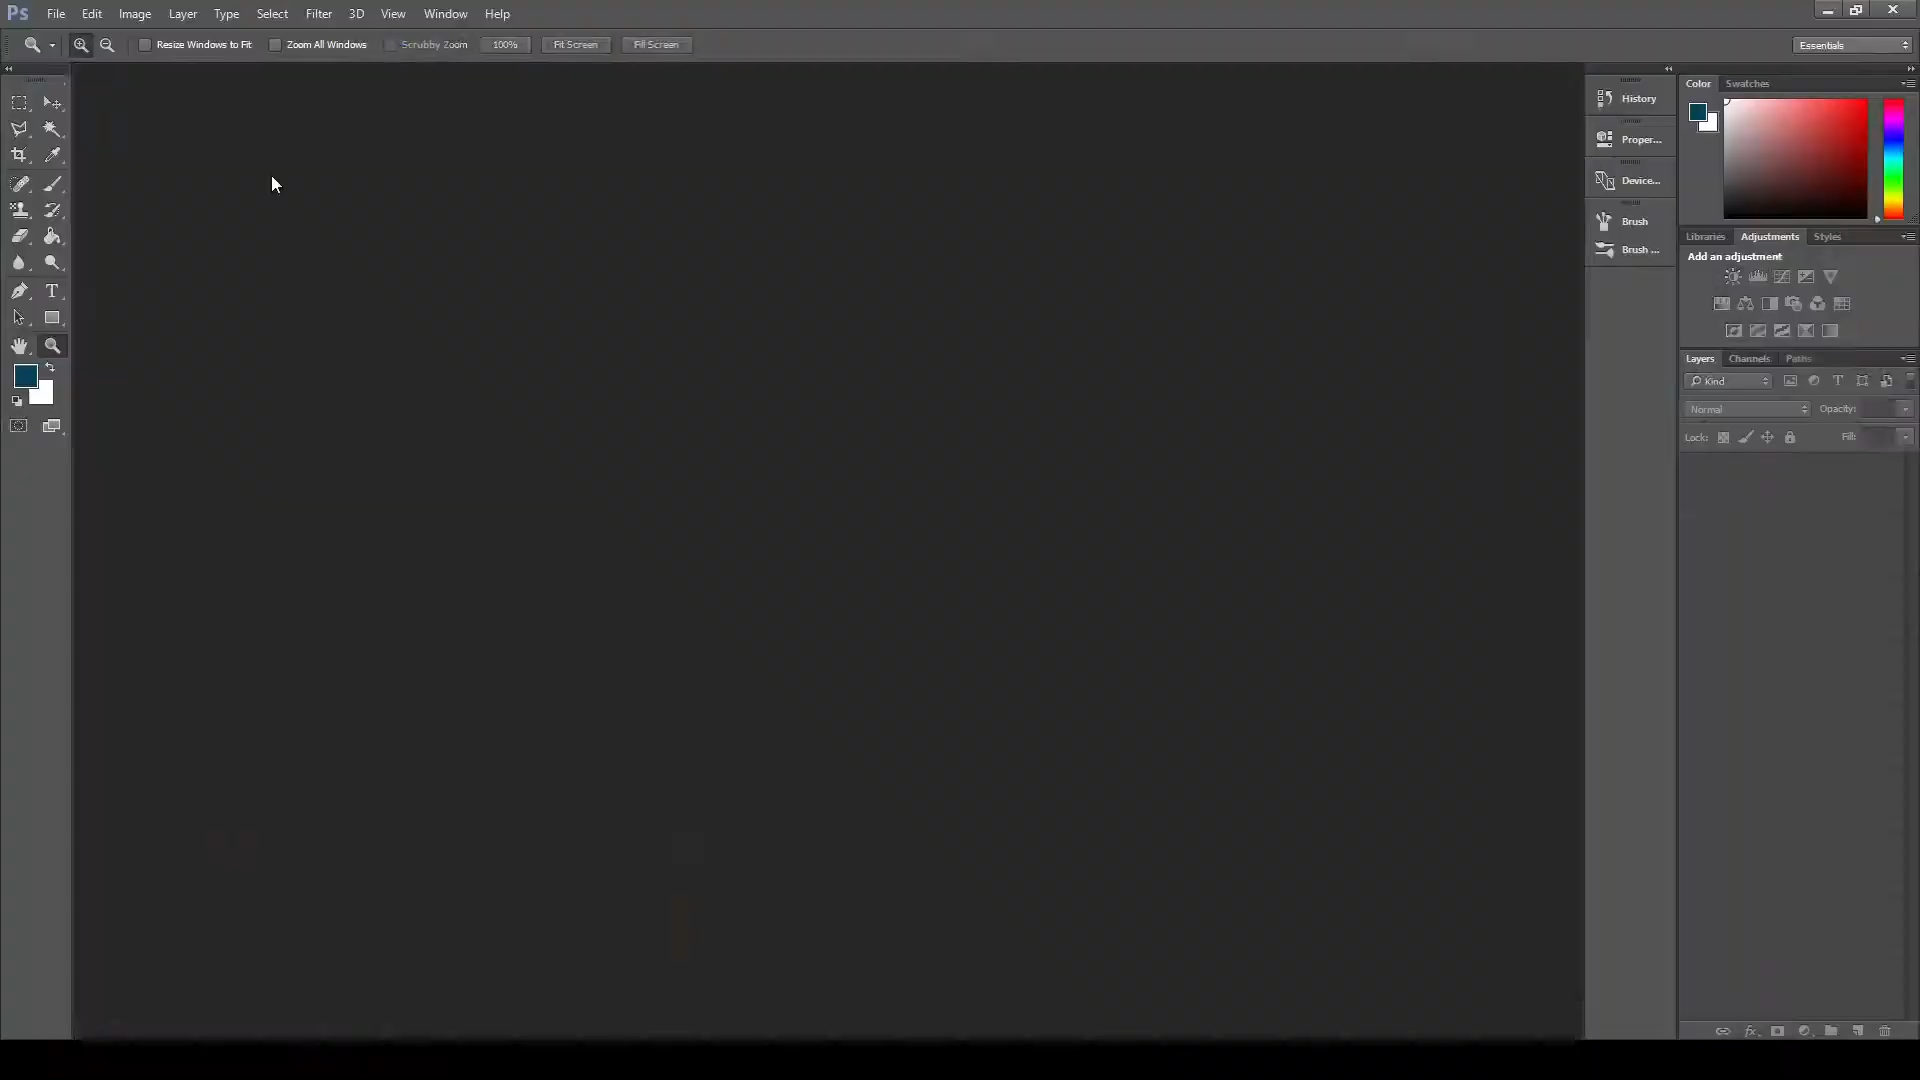 Ps File Edit Image Layer Type Select Filter 3D View Window Help
Resize Windows to Fit Zoom All Windows Scrubby Zoom 100% Fit Screen Fill Screen Essentials
History
Proper...
Device...
Brush
Brush ...
Color Swatches
Libraries Adjustments Styles
Add an adjustment
Layers Channels Paths
Kind T
Normal Opacity:
Lock: Fill:
T
fx